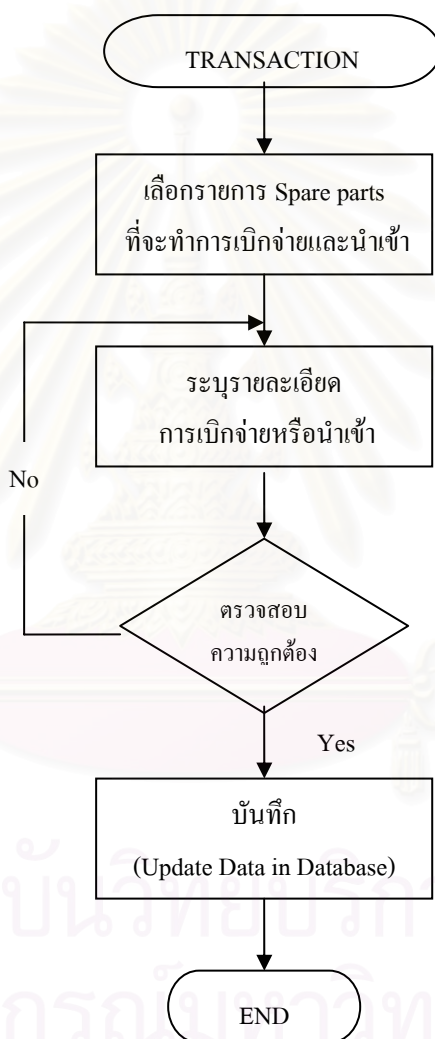 TRANSACTION
เลือกรายการ Spare parts
ที่จะทำการเบิกจ่ายและนำเข้า
ระบุรายละเอียด
การเบิกจ่ายหรือนำเข้า
No
ตรวจสอบ
ความถูกต้อง
Yes
บันทึก
(Update Data in Database)
END